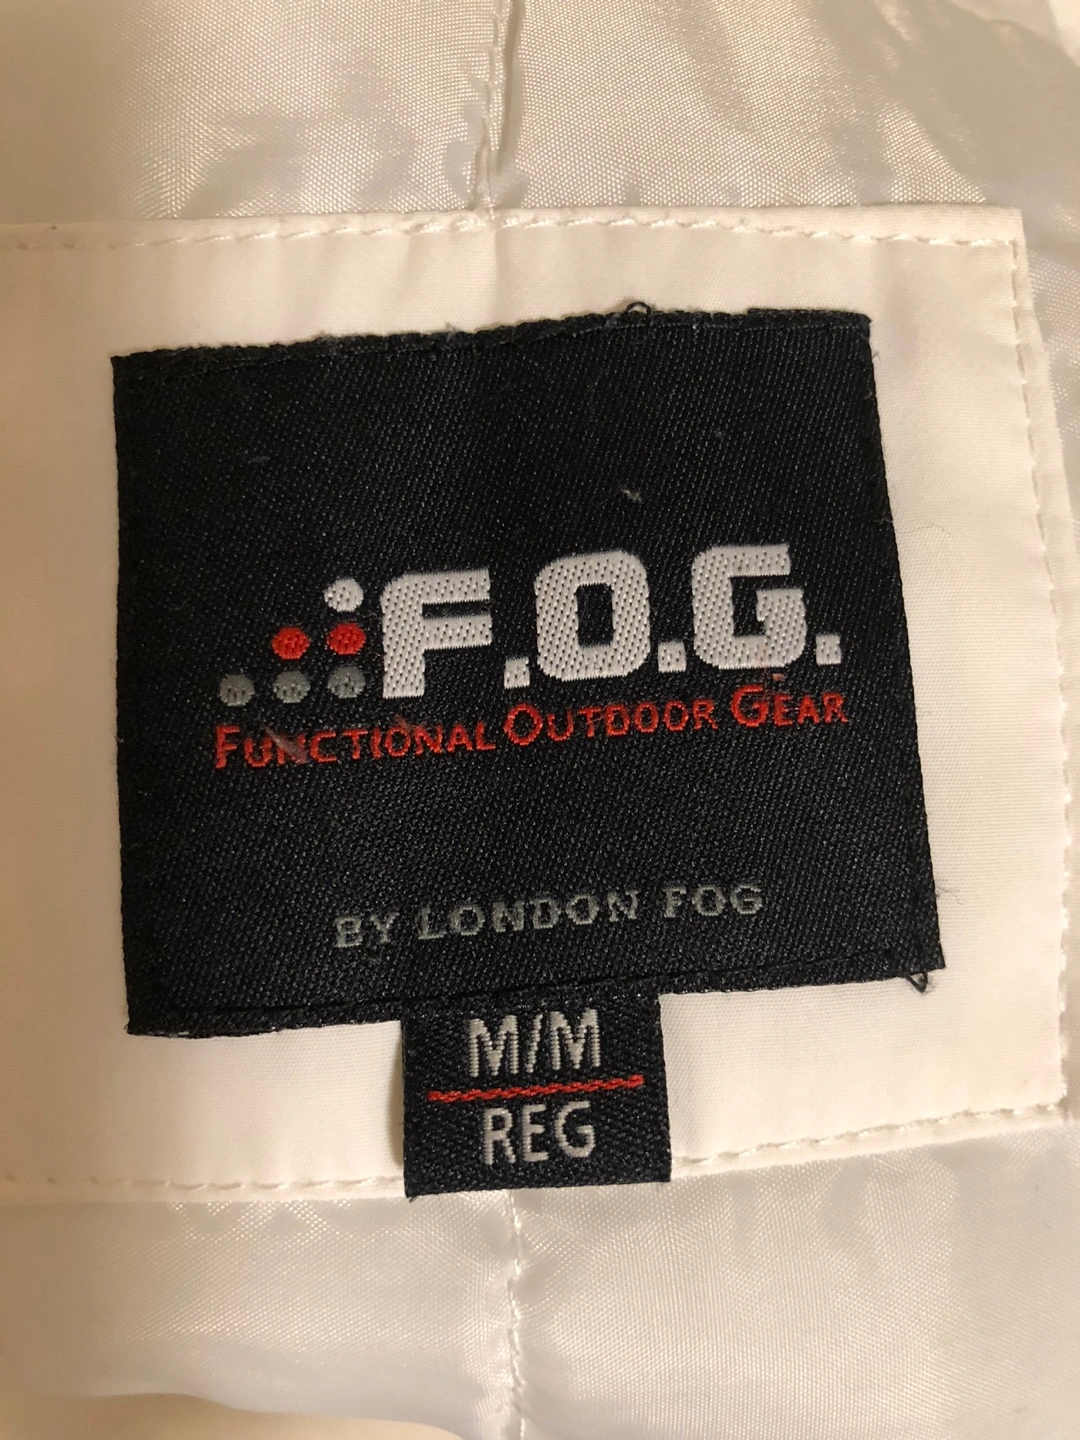 F.O.G.
FUNCTIONAL OUTDOOR GEAR
BY LONDON FOG
M/M
REG